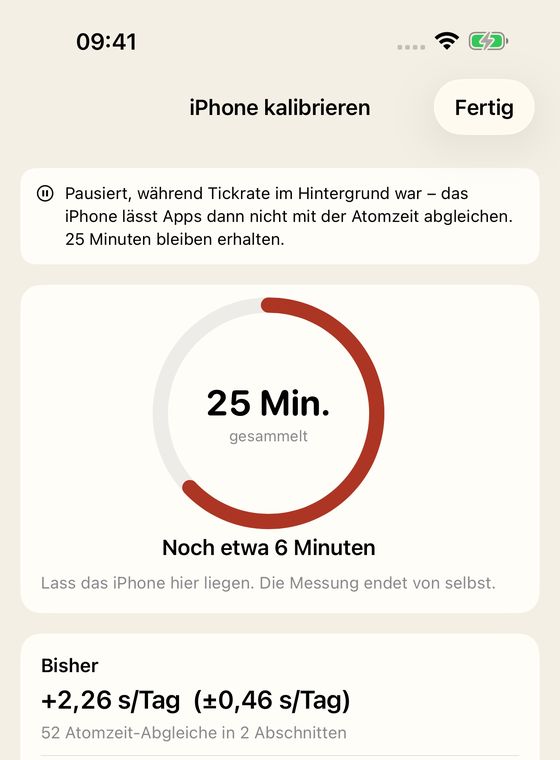 09:41
iPhone kalibrieren
Fertig
Pausiert, während Tickrate im Hintergrund war – das
iPhone lässt Apps dann nicht mit der Atomzeit abgleichen.
25 Minuten bleiben erhalten.
25 Min.
gesammelt
Noch etwa 6 Minuten
Lass das iPhone hier liegen. Die Messung endet von selbst.
Bisher
+2,26 s/Tag (±0,46 s/Tag)
52 Atomzeit-Abgleiche in 2 Abschnitten